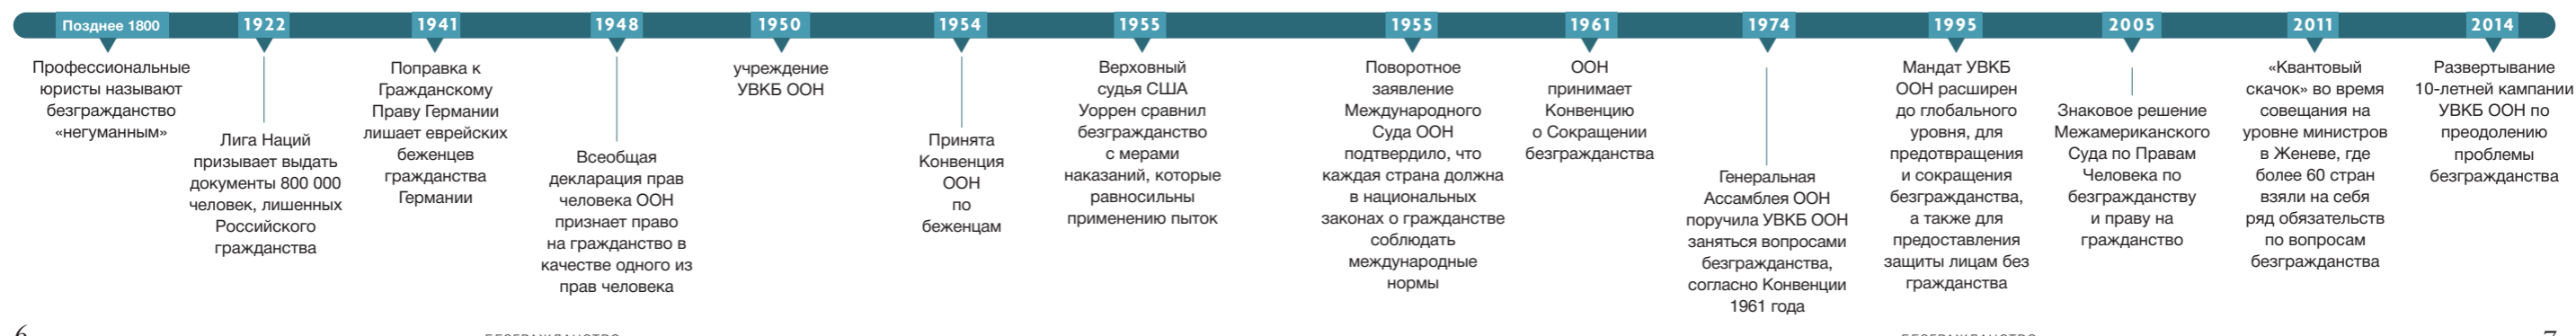 Позднее 1800
Профессиональные
юристы называют
безгражданство
«негуманным»
1922
Лига Наций
призывает выдать
документы 800 000
человек, лишенных
Российского
гражданства
1941
Поправка к
Гражданскому
Праву Германии
лишает еврейских
беженцев
гражданства
Германии
1948
Всеобщая
декларация прав
человека ООН
признает право
на гражданство в
качестве одного из
прав человека
1950
учреждение
УВКБ ООН
1954
Принята
Конвенция
ООН
по
беженцам
1955
Верховный
судья США
Уоррен сравнил
безгражданство
с мерами
наказаний, которые
равносильны
применению пыток
1955
Поворотное
заявление
Международного
Суда ООН
подтвердило, что
каждая страна должна
в национальных
законах о гражданстве
соблюдать
международные
нормы
1961
ООН
принимает
Конвенцию
о Сокращении
безгражданства
1974
Генеральная
Ассамблея ООН
поручила УВКБ ООН
заняться вопросами
безгражданства,
согласно Конвенции
1961 года
1995
Мандат УВКБ
ООН расширен
до глобального
уровня, для
предотвращения
и сокращения
безгражданства,
а также для
предоставления
защиты лицам без
гражданства
2005
Знаковое решение
Межамериканского
Суда по Правам
Человека по
безгражданству
и праву на
гражданство
2011
«Квантовый
скачок» во время
совещания на
уровне министров
в Женеве, где
более 60 стран
взяли на себя
ряд обязательств
по вопросам
безгражданства
2014
Развертывание
10-летней кампании
УВКБ ООН по
преодолению
проблемы
безгражданства